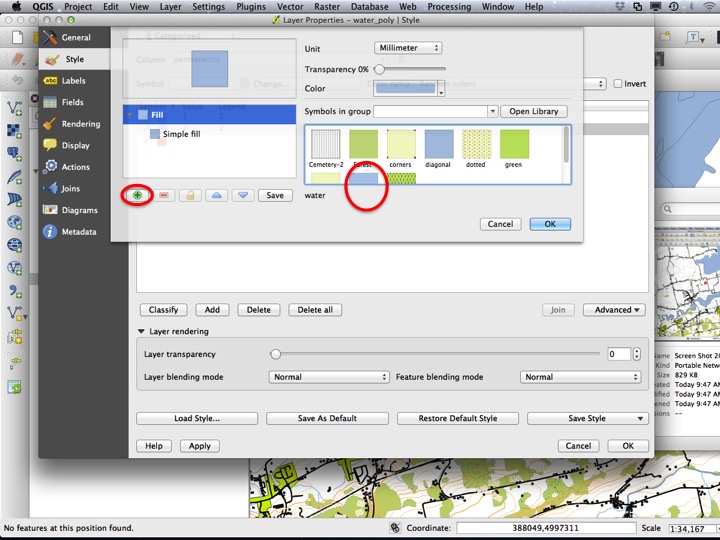 QGIS File Edit View Layer Settings Plugins Vector Raster Database Web Processing Window Help
Layer Properties - water_poly | Style
General
Style
Labels
Fields
Rendering
Display
Actions
Joins
Diagrams
Metadata
Categorized
Column
Symbol
Change...
Unit Millimeter
Transparency 0%
Color
Symbols in group Open Library
Invert
Fill
Simple fill
Cemetery-2 Forest corners diagonal dotted green
water
Save
Cancel OK
Classify Add Delete Delete all Join Advanced
Layer rendering
Layer transparency 0
Layer blending mode Normal Feature blending mode Normal
Load Style... Save As Default Restore Default Style Save Style
Help Apply Cancel OK
Name Screen Shot 20
Kind Portable Netwo
Size 829 KB
Today 9:47 AM
Today 9:47 AM
Today 9:47 AM
--
No features at this position found. Coordinate: 388049,4997311 Scale 1:34,167